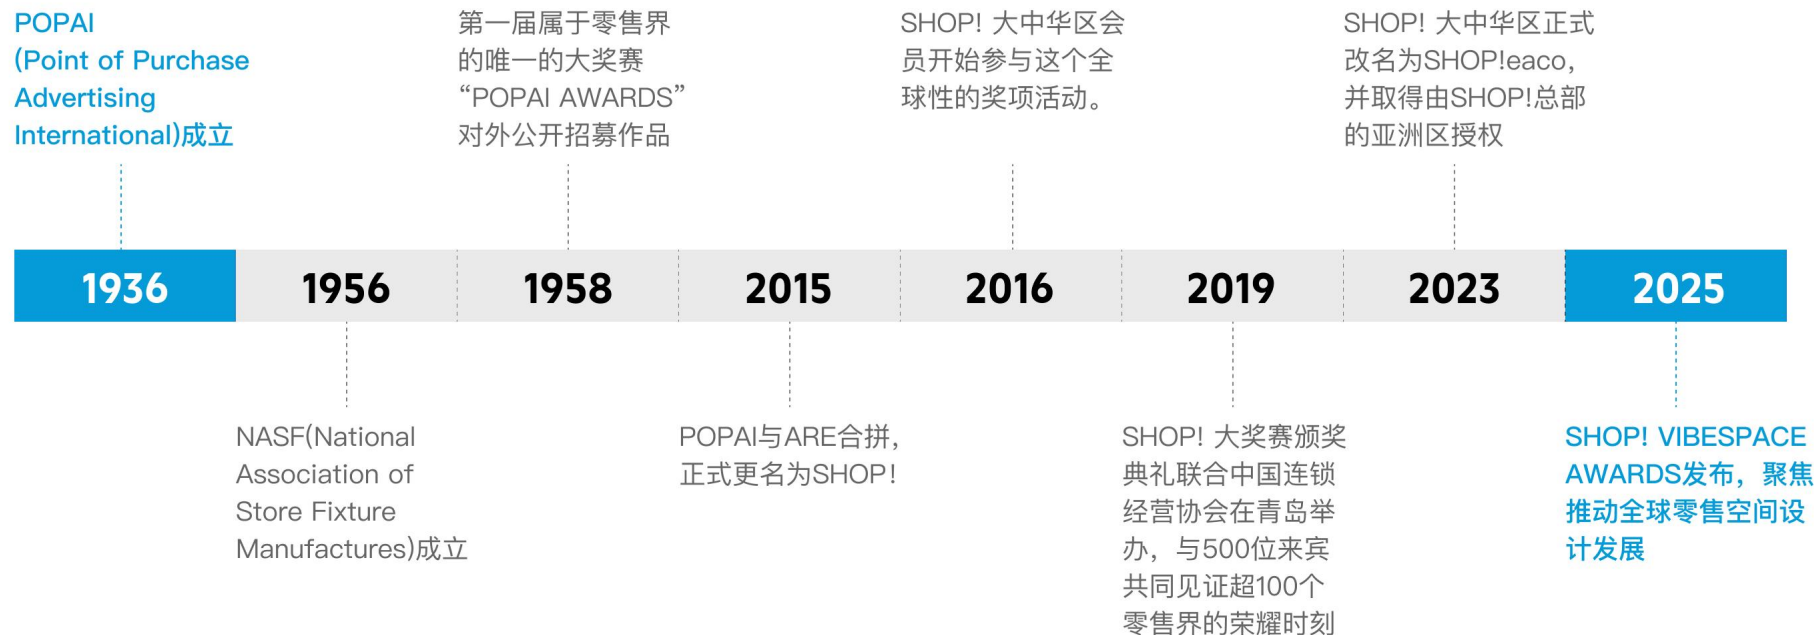 POPAI
(Point of Purchase
Advertising
International)成立
第一届属于零售界
的唯一的大奖赛
“POPAI AWARDS”
对外公开招募作品
SHOP! 大中华区会
员开始参与这个全
球性的奖项活动。
SHOP! 大中华区正式
改名为SHOP!eaco，
并取得由SHOP!总部
的亚洲区授权
1936
1956
1958
2015
2016
2019
2023
2025
NASF(National
Association of
Store Fixture
Manufactures)成立
POPAI与ARE合拼，
正式更名为SHOP!
SHOP! 大奖赛颁奖
典礼联合中国连锁
经营协会在青岛举
办，与500位来宾
共同见证超100个
零售界的荣耀时刻
SHOP! VIBESPACE
AWARDS发布，聚焦
推动全球零售空间设
计发展